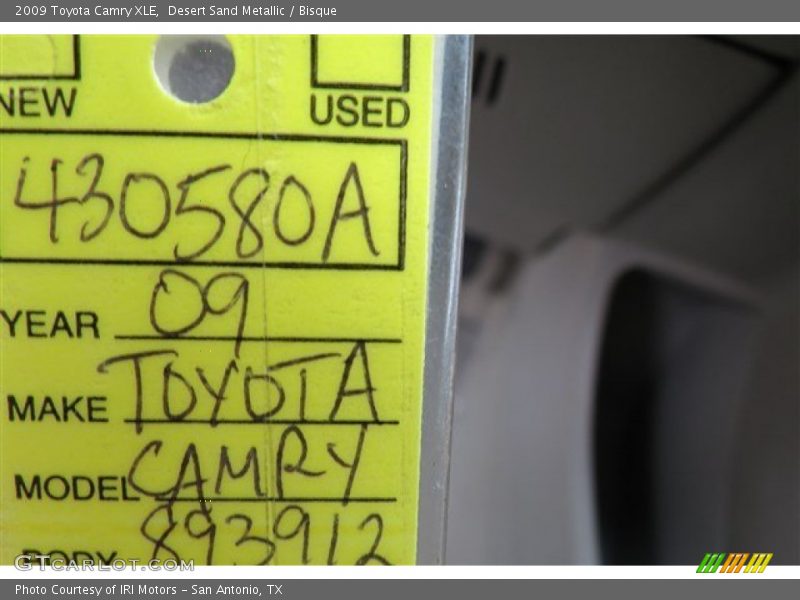 2009 Toyota Camry XLE, Desert Sand Metallic / Bisque
NEW USED
430580A
YEAR 09
MAKE TOYOTA
MODEL CAMRY
BODY 893912
GTCarLot.com
Photo Courtesy of IRI Motors - San Antonio, TX